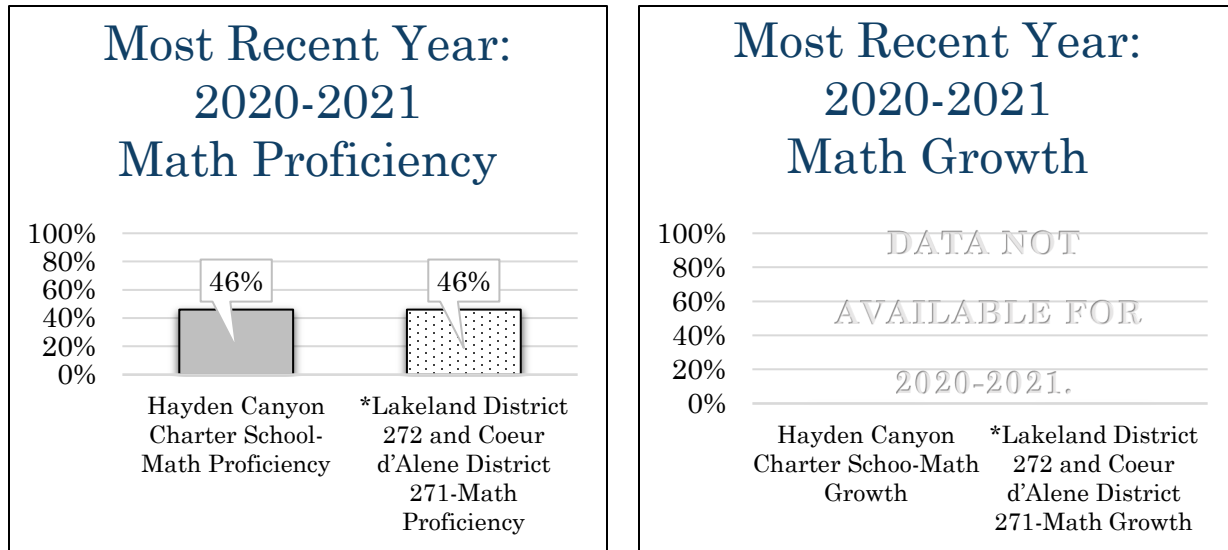 Most Recent Year:
2020-2021
Math Proficiency
100%
80%
60%
40%
20%
0%
46%
46%
Hayden Canyon
Charter School-
Math Proficiency
*Lakeland District
272 and Coeur
d'Alene District
271-Math
Proficiency
Most Recent Year:
2020-2021
Math Growth
100%
80%
60%
40%
20%
0%
DATA NOT
AVAILABLE FOR
2020-2021.
Hayden Canyon
Charter Schoo-Math
Growth
*Lakeland District
272 and Coeur
d'Alene District
271-Math Growth